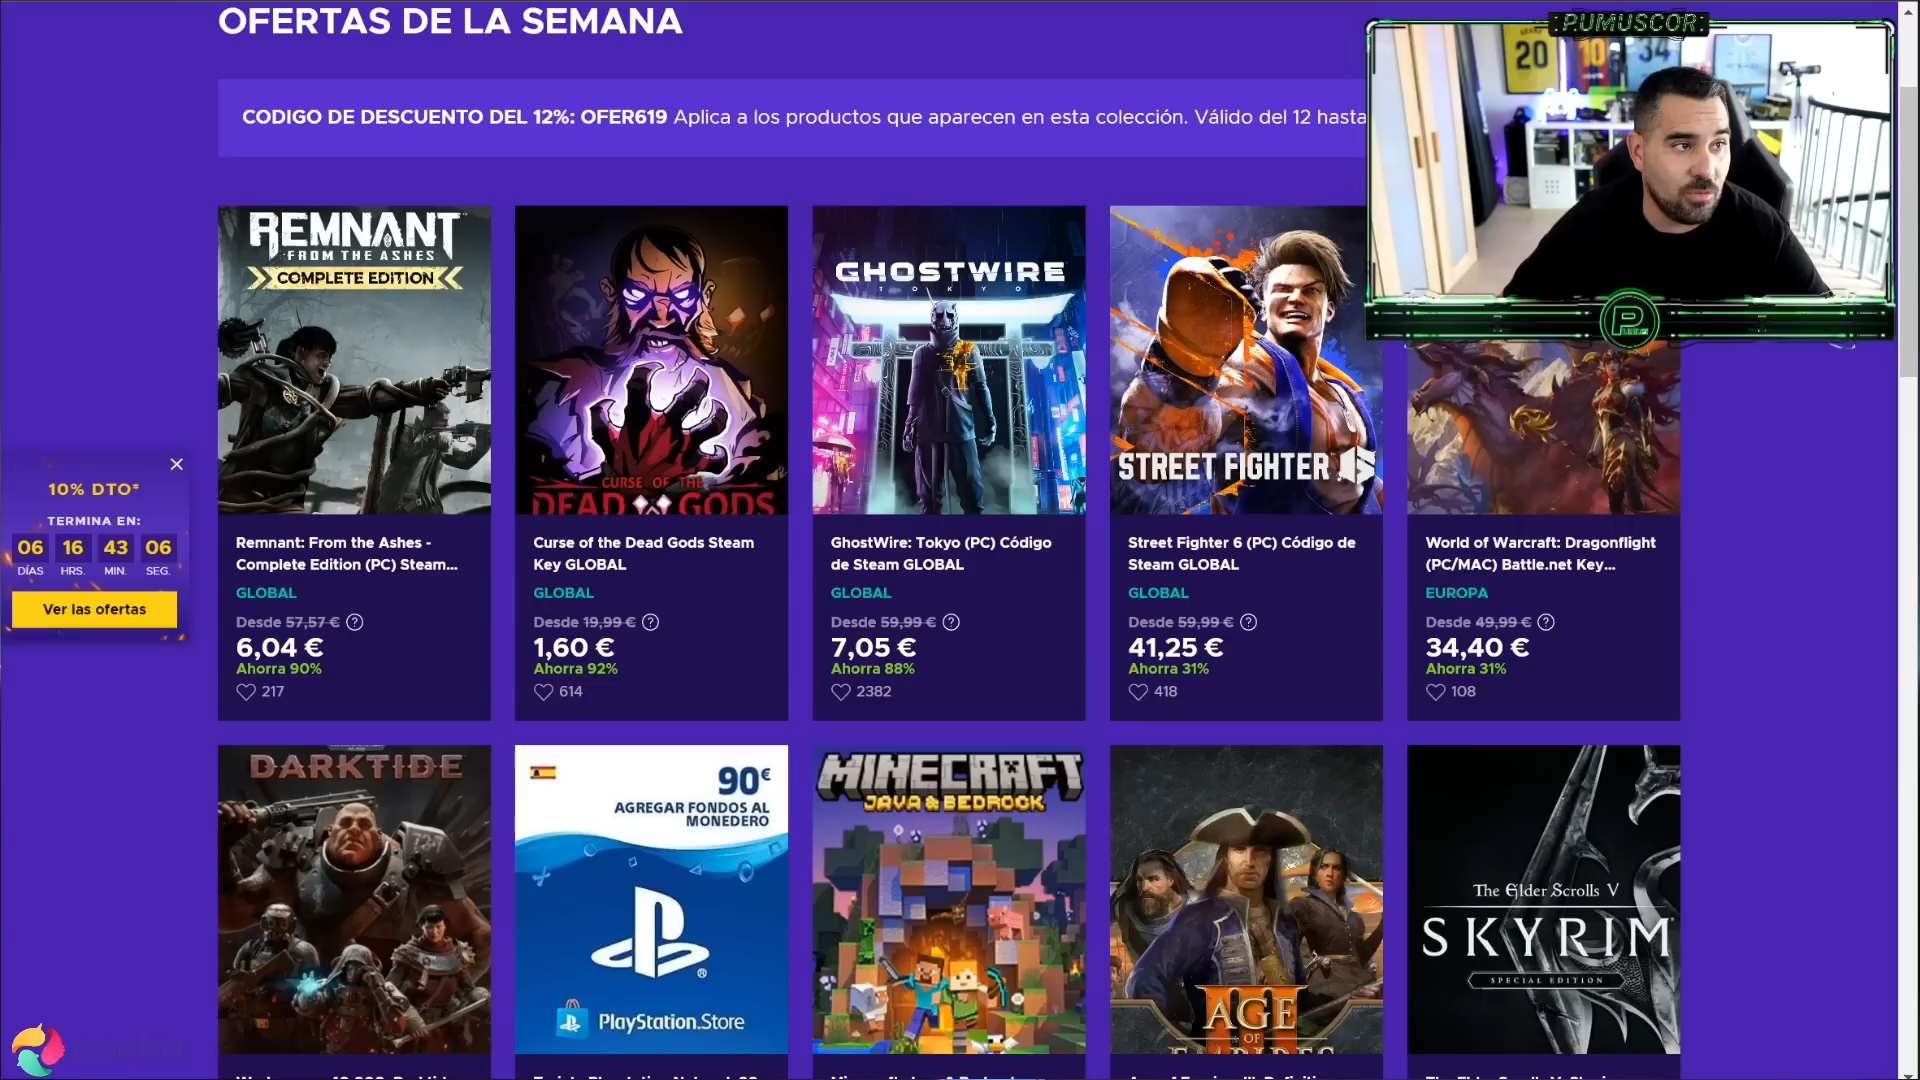 OFERTAS DE LA SEMANA
CODIGO DE DESCUENTO DEL 12%: OFER619 Aplica a los productos que aparecen en esta colección. Válido del 12 hasta
PUMUSCOR
20
10
34
REMNANT
FROM THE ASHES
COMPLETE EDITION
CURSE OF THE
DEAD GODS
GHOSTWIRE
TOKYO
STREET FIGHTER 6
Remnant: From the Ashes -
Complete Edition (PC) Steam...
GLOBAL
Desde 57,57 €
6,04 €
Ahorra 90%
217
Curse of the Dead Gods Steam
Key GLOBAL
GLOBAL
Desde 19,99 €
1,60 €
Ahorra 92%
614
GhostWire: Tokyo (PC) Código
de Steam GLOBAL
GLOBAL
Desde 59,99 €
7,05 €
Ahorra 88%
2382
Street Fighter 6 (PC) Código de
Steam GLOBAL
GLOBAL
Desde 59,99 €
41,25 €
Ahorra 31%
418
World of Warcraft: Dragonflight
(PC/MAC) Battle.net Key...
EUROPA
Desde 49,99 €
34,40 €
Ahorra 31%
108
10% DTO*
TERMINA EN:
06 16 43 06
DÍAS HRS. MIN. SEG.
Ver las ofertas
DARKTIDE
90€
AGREGAR FONDOS AL
MONEDERO
PlayStation.Store
MINECRAFT
JAVA & BEDROCK
AGE
OF
EMPIRES
III
The Elder Scrolls V
SKYRIM
SPECIAL EDITION